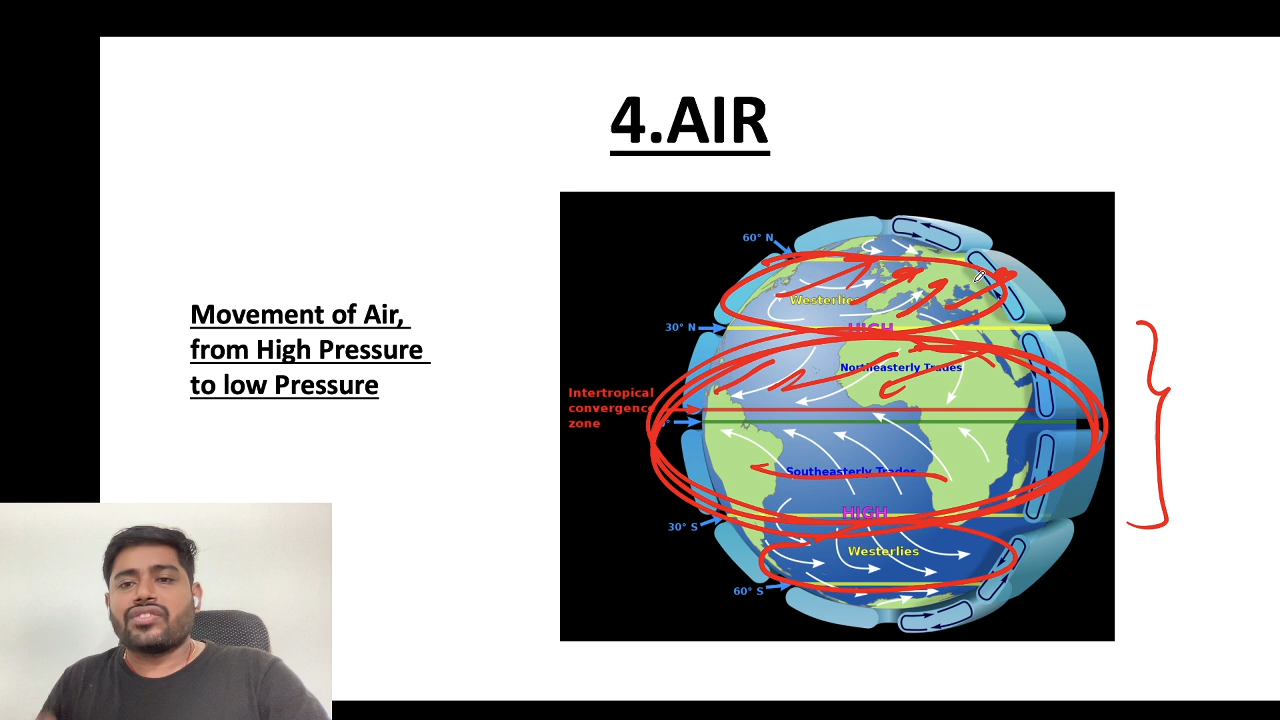 4.AIR
Movement of Air,
from High Pressure
to low Pressure
60° N
Westerlies
30° N
HIGH
Northeasterly Trades
Intertropical
convergence
zone
0°
Southeasterly Trades
30° S
HIGH
Westerlies
60° S